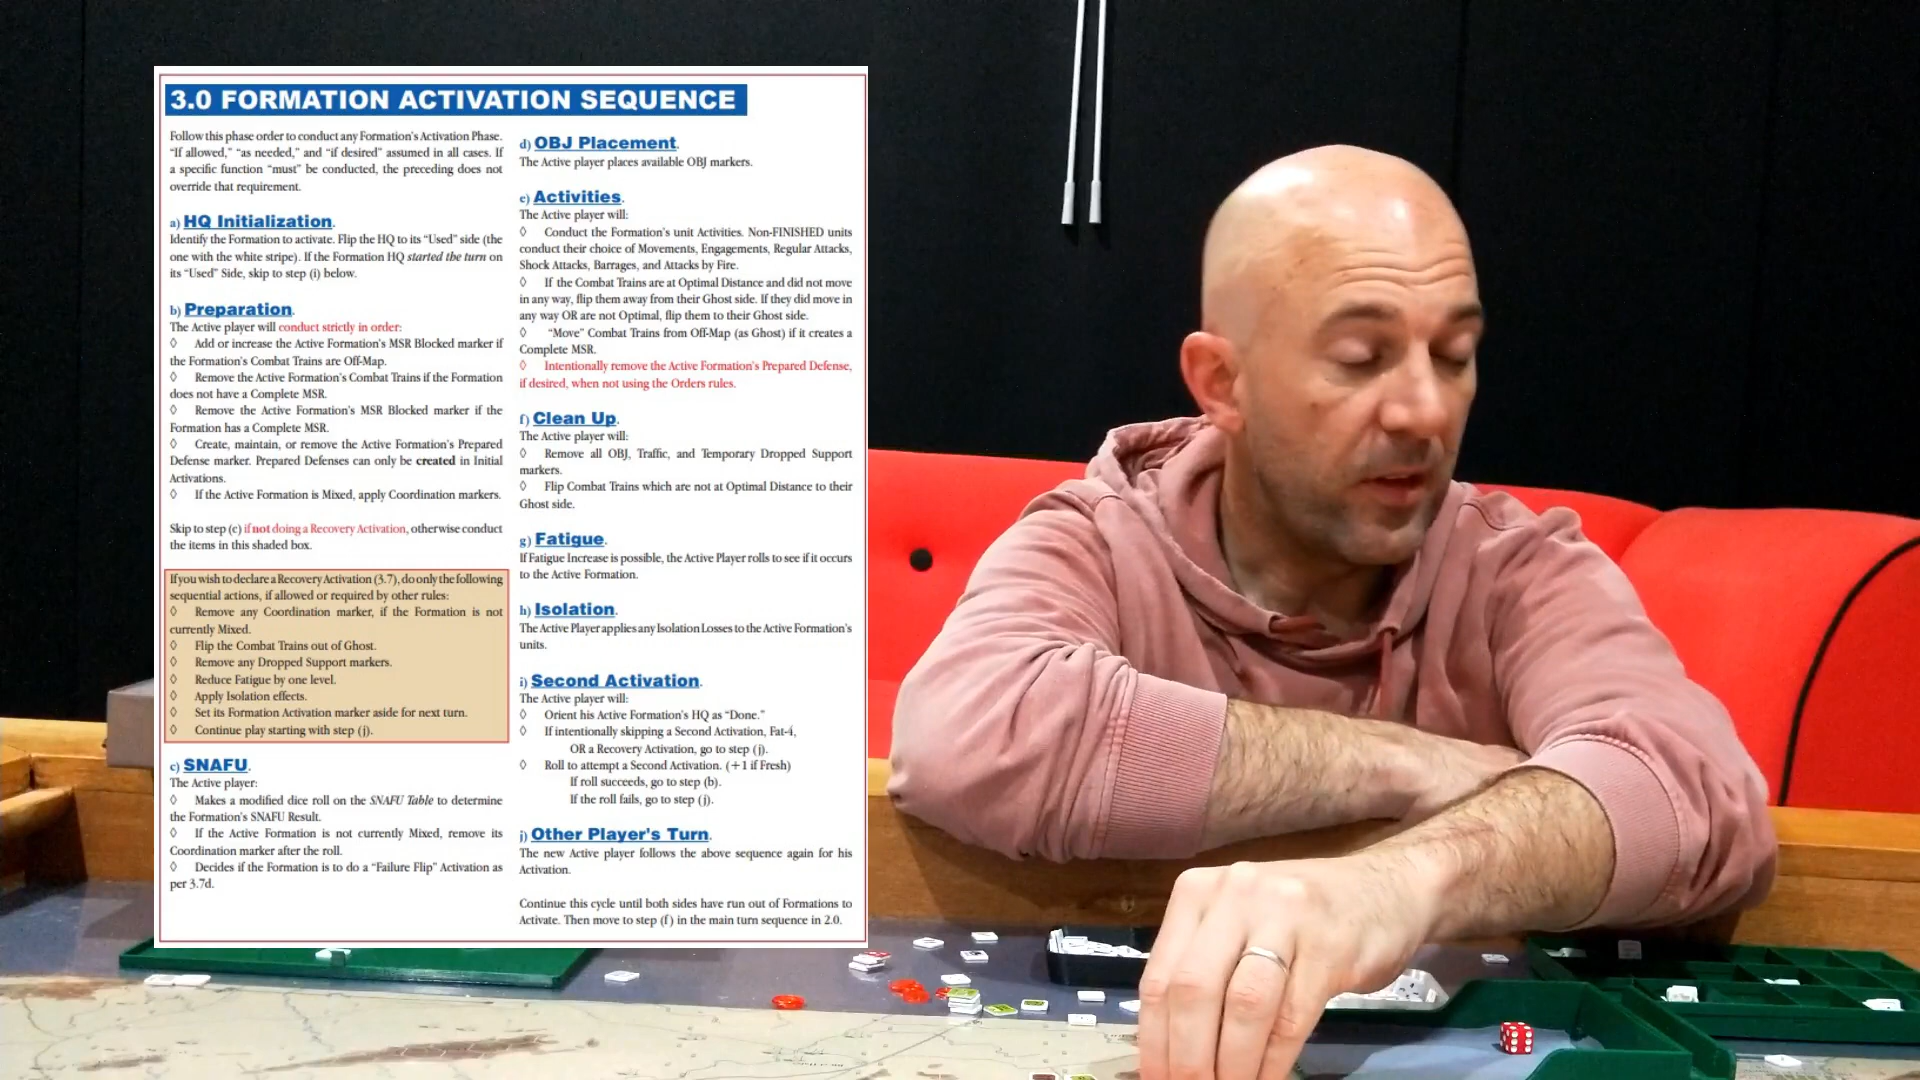 3.0 FORMATION ACTIVATION SEQUENCE
Follow this phase order to conduct any Formation's Activation Phase.
"If allowed," "as needed," and "if desired" assumed in all cases. If
a specific function "must" be conducted, the preceding does not
override that requirement.
a) HQ Initialization.
Identify the Formation to activate. Flip the HQ to its "Used" side (the
one with the white stripe). If the Formation HQ started the turn on
its "Used" Side, skip to step (i) below.
b) Preparation.
The Active player will conduct strictly in order:
◊ Add or increase the Active Formation's MSR Blocked marker if
the Formation's Combat Trains are Off-Map.
◊ Remove the Active Formation's Combat Trains if the Formation
does not have a Complete MSR.
◊ Remove the Active Formation's MSR Blocked marker if the
Formation has a Complete MSR.
◊ Create, maintain, or remove the Active Formation's Prepared
Defense marker. Prepared Defenses can only be created in Initial
Activations.
◊ If the Active Formation is Mixed, apply Coordination markers.
Skip to step (c) if not doing a Recovery Activation, otherwise conduct
the items in this shaded box.
If you wish to declare a Recovery Activation (3.7), do only the following
sequential actions, if allowed or required by other rules:
◊ Remove any Coordination marker, if the Formation is not
currently Mixed.
◊ Flip the Combat Trains out of Ghost.
◊ Remove any Dropped Support markers.
◊ Reduce Fatigue by one level.
◊ Apply Isolation effects.
◊ Set its Formation Activation marker aside for next turn.
◊ Continue play starting with step (j).
c) SNAFU.
The Active player:
◊ Makes a modified dice roll on the SNAFU Table to determine
the Formation's SNAFU Result.
◊ If the Active Formation is not currently Mixed, remove its
Coordination marker after the roll.
◊ Decides if the Formation is to do a "Failure Flip" Activation as
per 3.7d.
d) OBJ Placement.
The Active player places available OBJ markers.
e) Activities.
The Active player will:
◊ Conduct the Formation's unit Activities. Non-FINISHED units
conduct their choice of Movements, Engagements, Regular Attacks,
Shock Attacks, Barrages, and Attacks by Fire.
◊ If the Combat Trains are at Optimal Distance and did not move
in any way, flip them away from their Ghost side. If they did move in
any way OR are not Optimal, flip them to their Ghost side.
◊ "Move" Combat Trains from Off-Map (as Ghost) if it creates a
Complete MSR.
◊ Intentionally remove the Active Formation's Prepared Defense,
if desired, when not using the Orders rules.
f) Clean Up.
The Active player will:
◊ Remove all OBJ, Traffic, and Temporary Dropped Support
markers.
◊ Flip Combat Trains which are not at Optimal Distance to their
Ghost side.
g) Fatigue.
If Fatigue Increase is possible, the Active Player rolls to see if it occurs
to the Active Formation.
h) Isolation.
The Active Player applies any Isolation Losses to the Active Formation's
units.
i) Second Activation.
The Active player will:
◊ Orient his Active Formation's HQ as "Done."
◊ If intentionally skipping a Second Activation, Fat-4,
OR a Recovery Activation, go to step (j).
◊ Roll to attempt a Second Activation. (+1 if Fresh)
If roll succeeds, go to step (b).
If the roll fails, go to step (j).
j) Other Player's Turn.
The new Active player follows the above sequence again for his
Activation.
Continue this cycle until both sides have run out of Formations to
Activate. Then move to step (f) in the main turn sequence in 2.0.